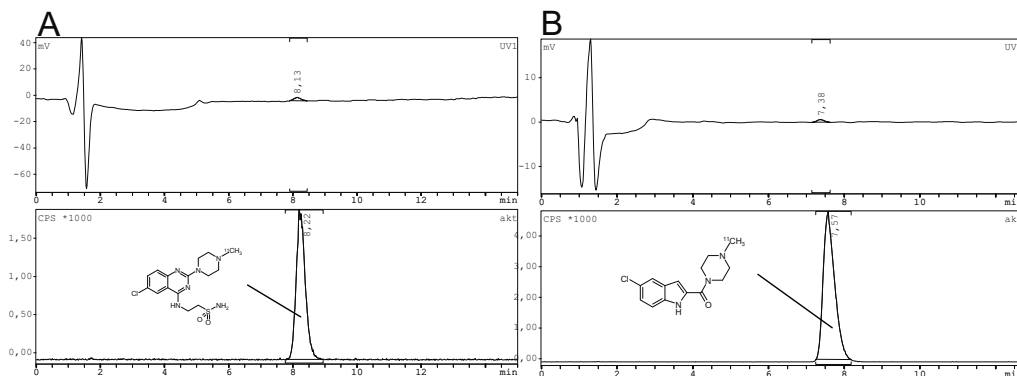 A
mV
UV1
40
20
0
-20
-40
-60
8,13
0 2 4 6 8 10 12 min
CPS *1000
akt
1,50
1,00
0,50
0,00
8,22
0 2 4 6 8 10 12 min
11CH3
N
N
N
N
Cl
HN
S
NH2
O
O
B
mV
UV
10
0
-10
7,38
0 2 4 6 8 10 mi
CPS *1000
ak
4,00
3,00
2,00
1,00
,00
7,57
0 2 4 6 8 10 mi
11CH3
N
N
Cl
N
H
O